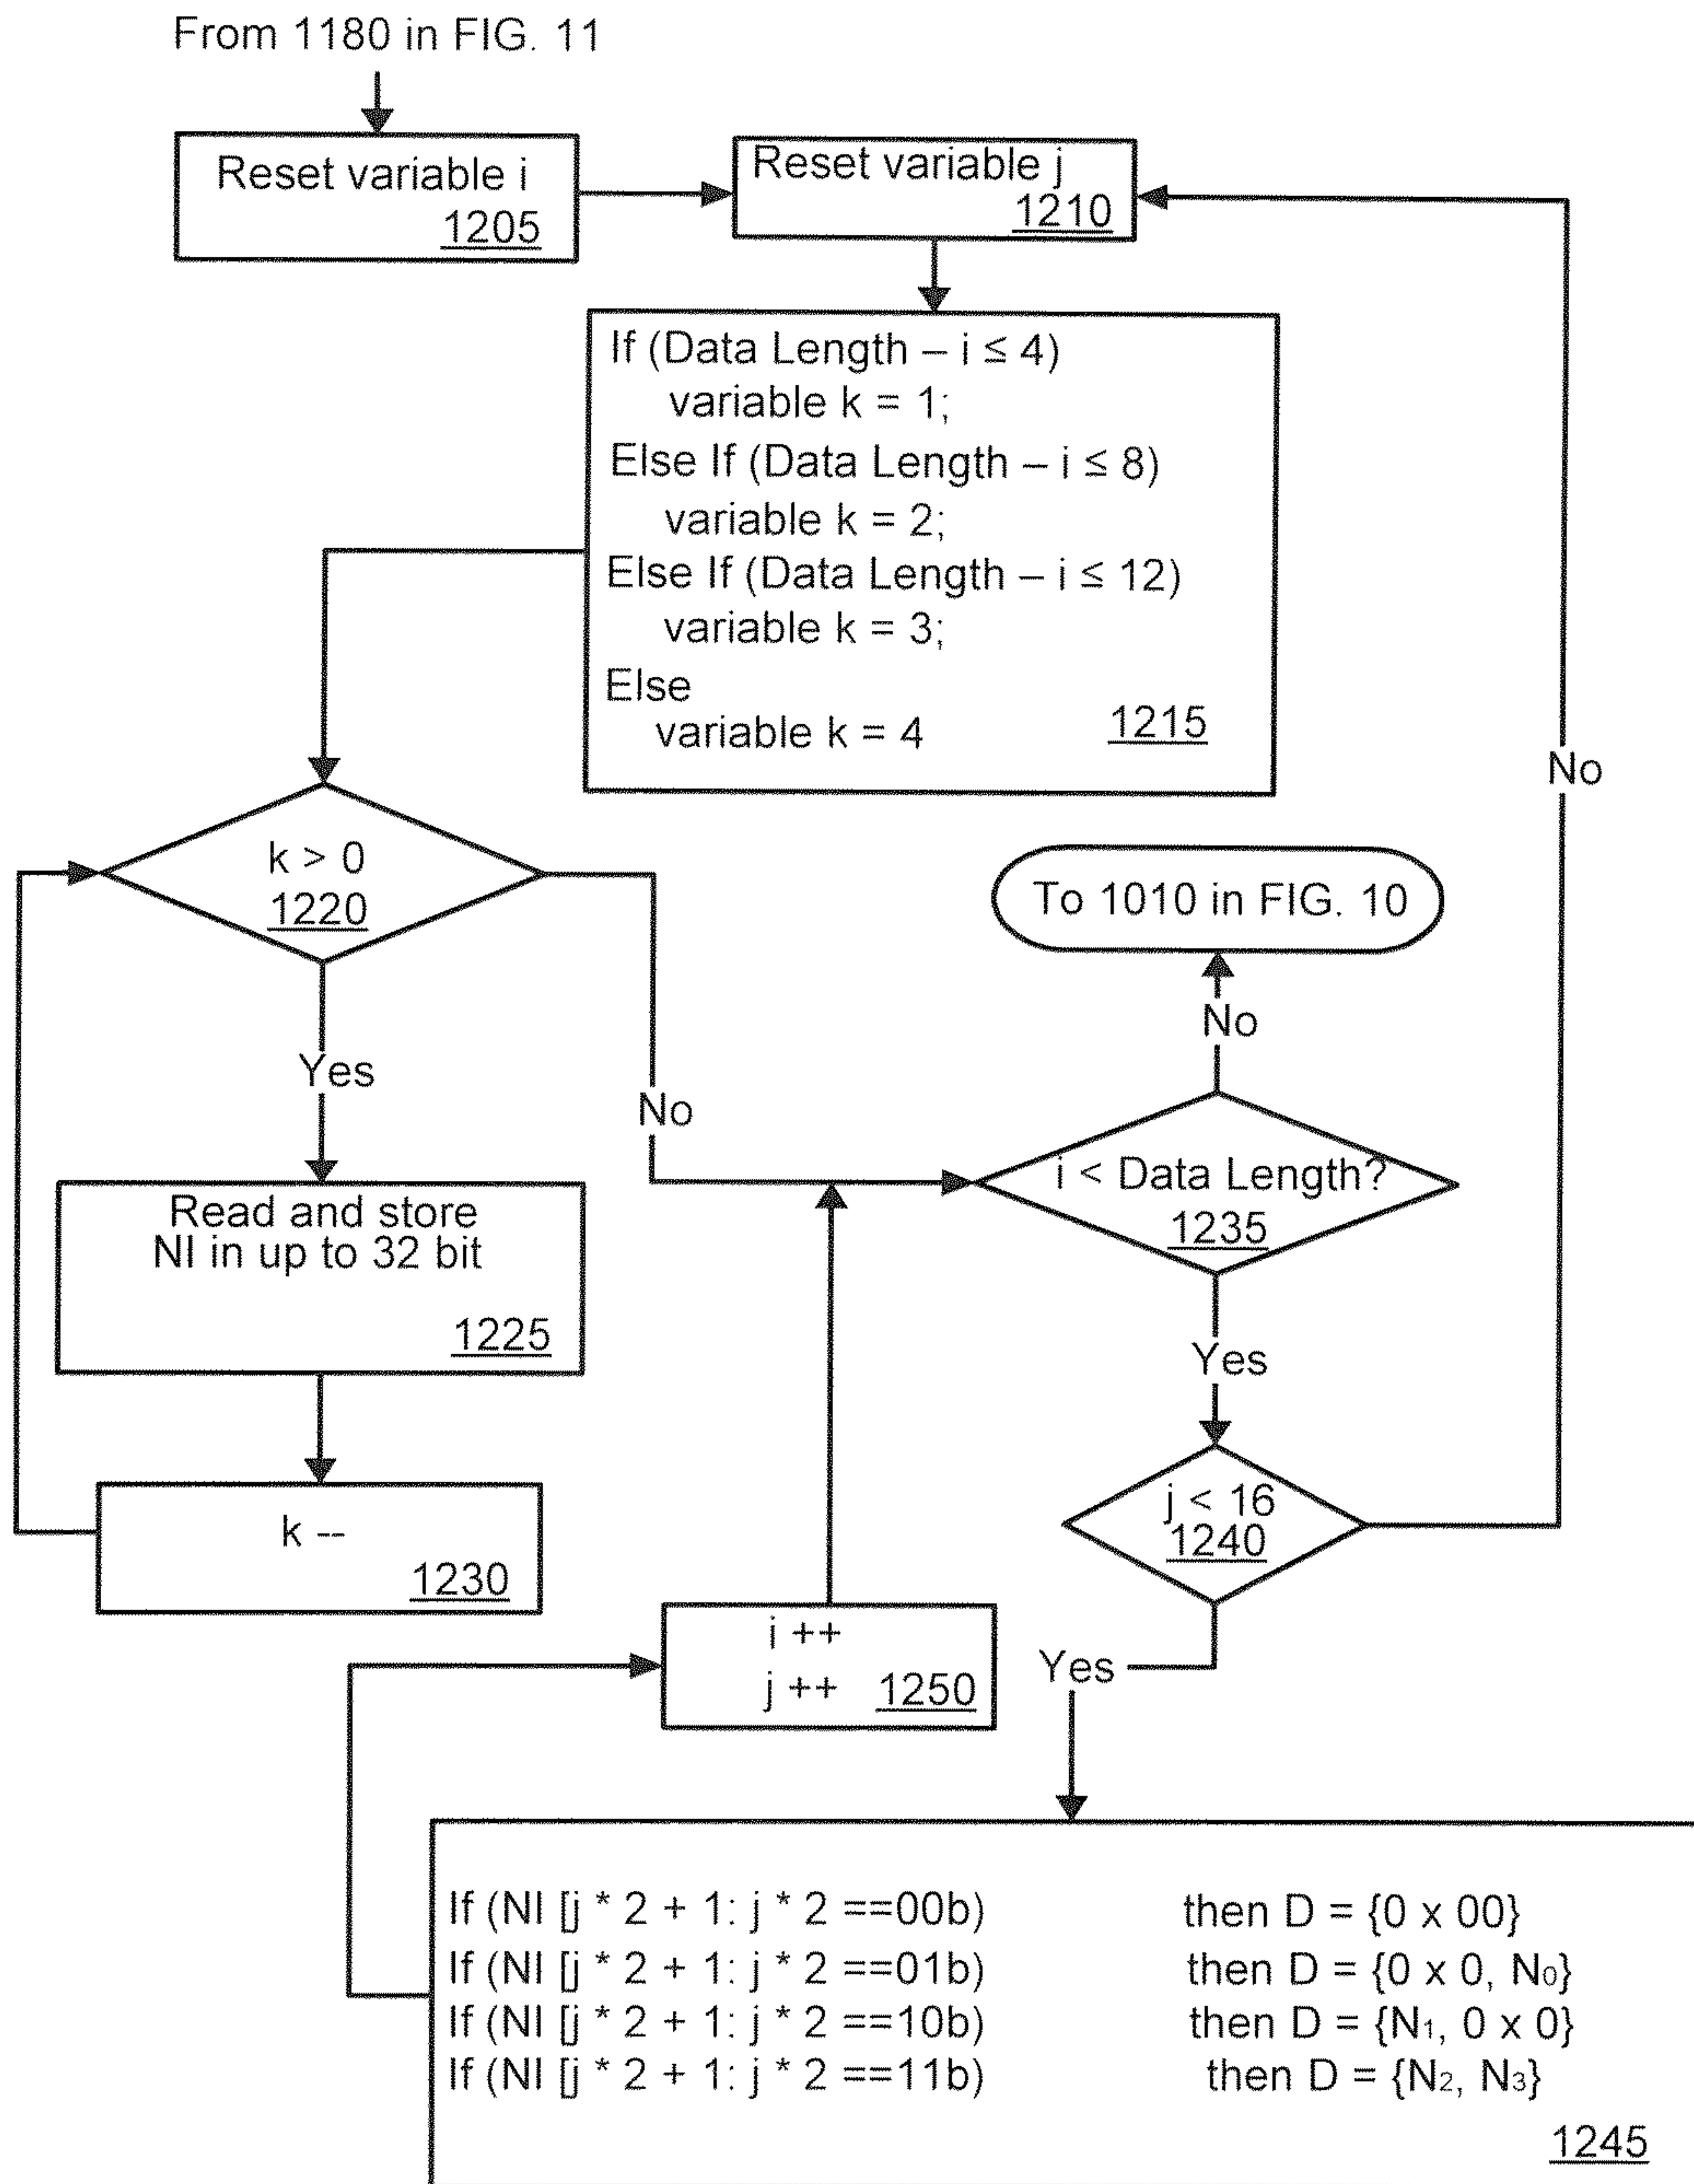 From 1180 in FIG. 11
Reset variable i
1205
Reset variable j
1210
If (Data Length – i ≤ 4)
variable k = 1;
Else If (Data Length – i ≤ 8)
variable k = 2;
Else If (Data Length – i ≤ 12)
variable k = 3;
Else
variable k = 4
1215
No
k > 0
1220
To 1010 in FIG. 10
No
Yes
No
i < Data Length?
1235
Read and store
NI in up to 32 bit
1225
Yes
j < 16
1240
k --
1230
i ++
j ++
1250
Yes
If (NI [j * 2 + 1: j * 2 ==00b) then D = {0 x 00}
If (NI [j * 2 + 1: j * 2 ==01b) then D = {0 x 0, N₀}
If (NI [j * 2 + 1: j * 2 ==10b) then D = {N₁, 0 x 0}
If (NI [j * 2 + 1: j * 2 ==11b) then D = {N₂, N₃}
1245